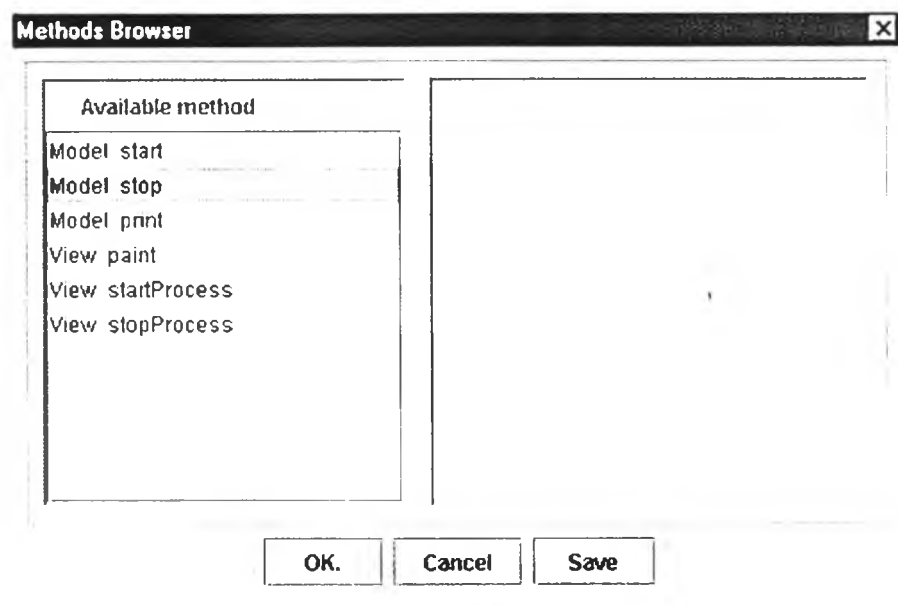 Methods Browser
Available method
Model start
Model stop
Model print
View paint
View startProcess
View stopProcess
OK. Cancel Save